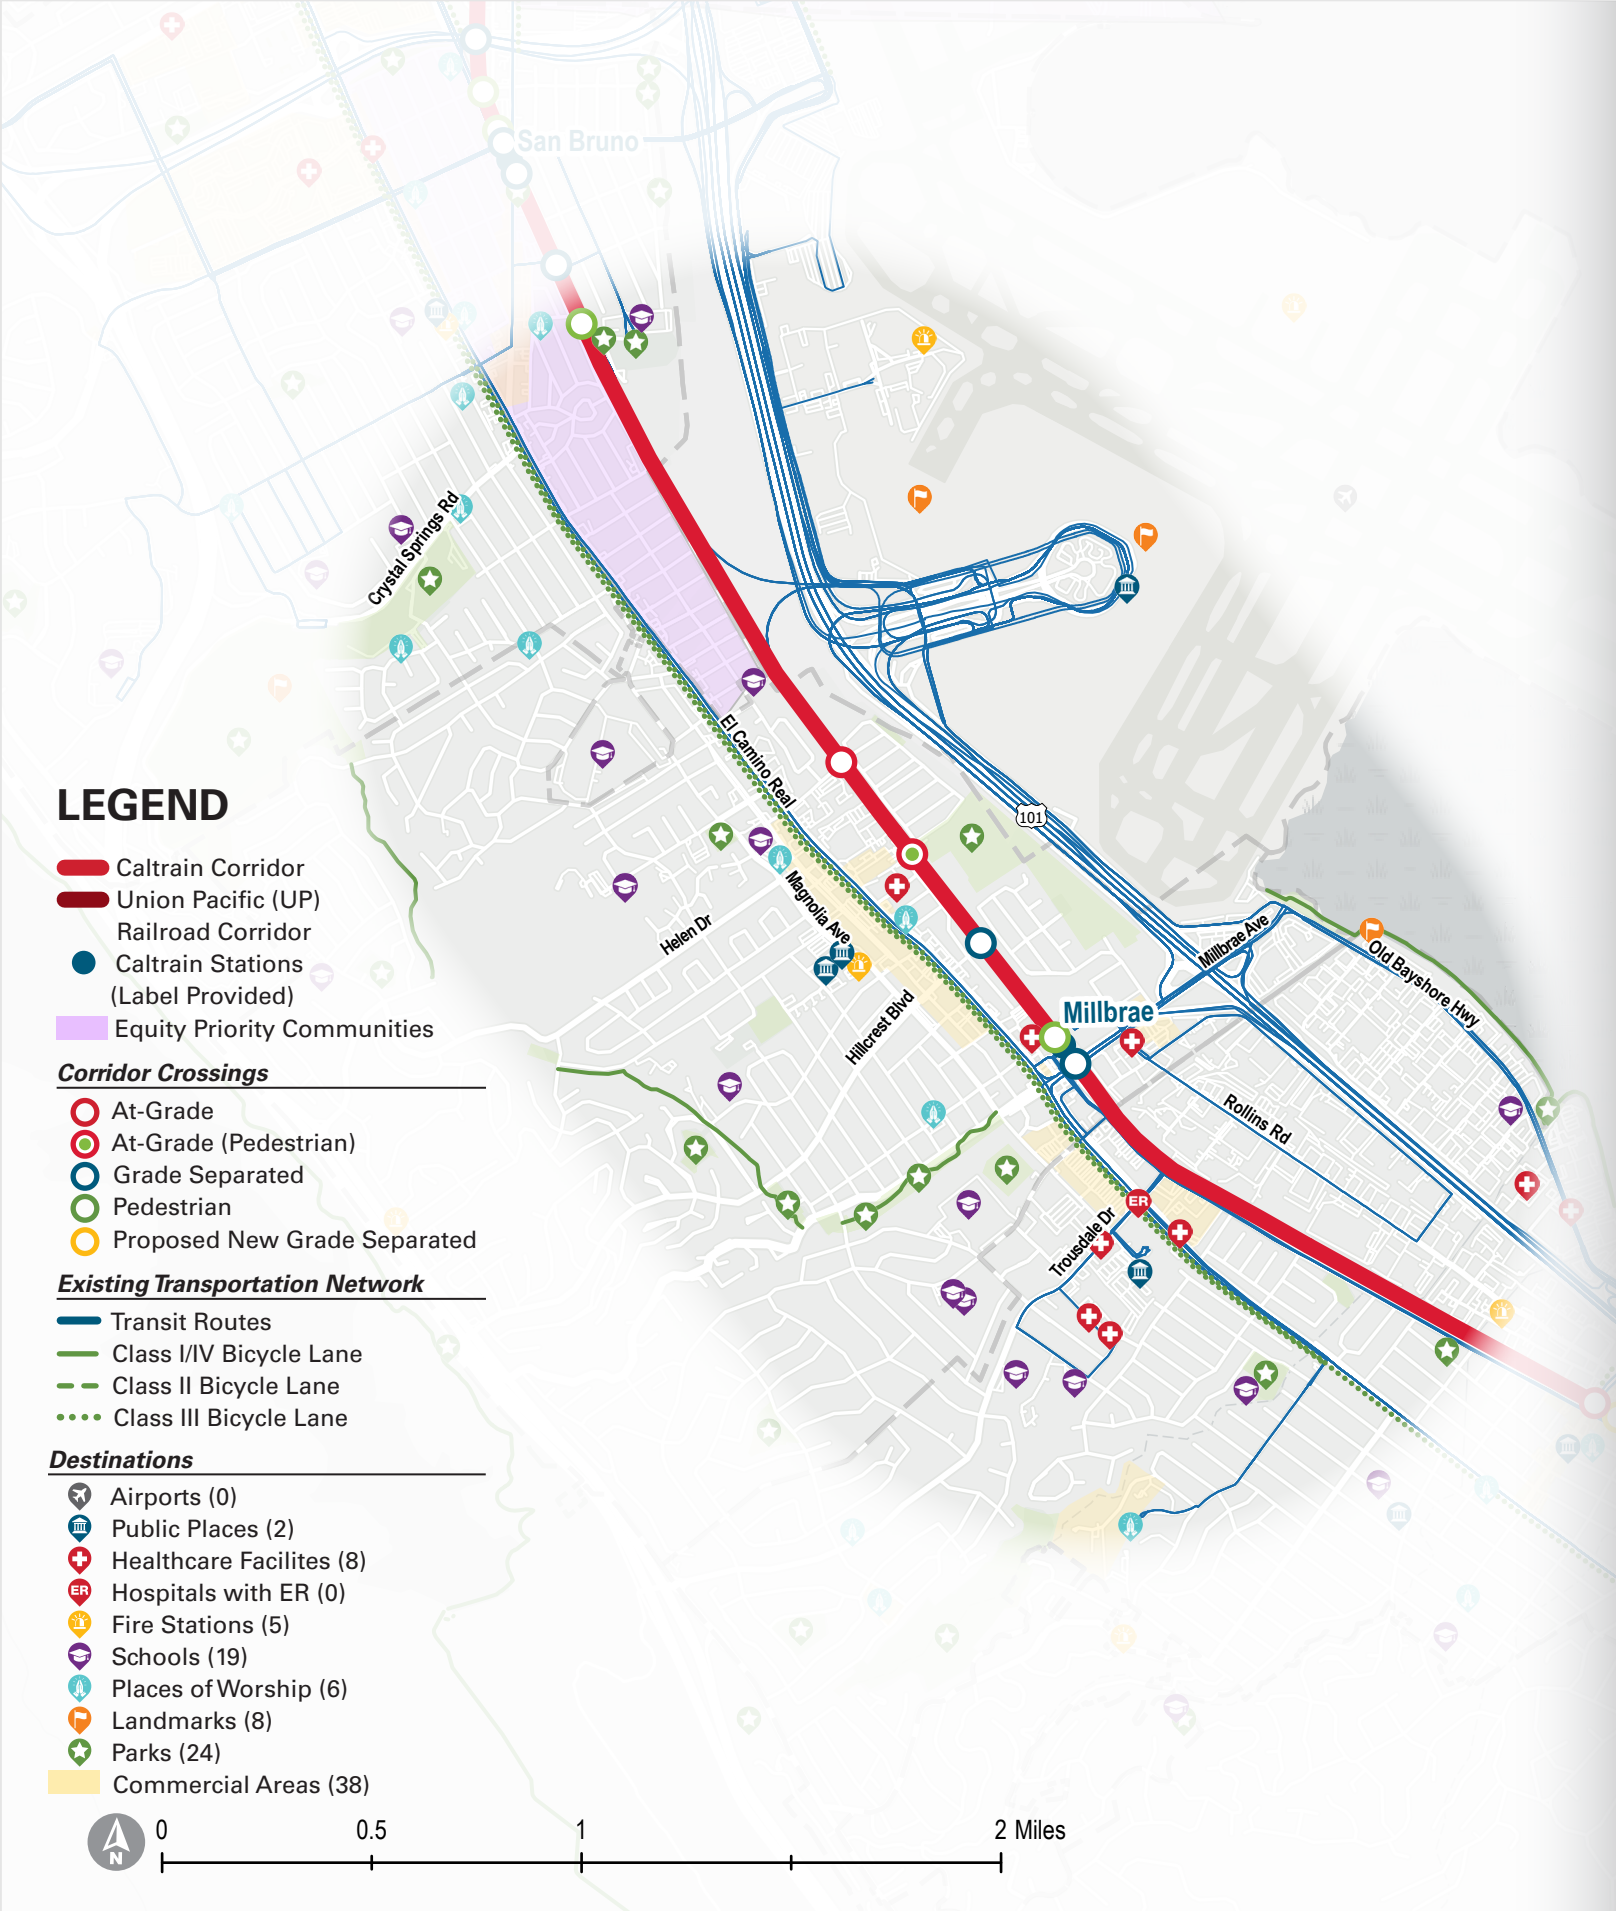 San Bruno
Crystal Springs Rd
El Camino Real
101
Magnolia Ave
Helen Dr
Hillcrest Blvd
Millbrae Ave
Old Bayshore Hwy
Millbrae
Rollins Rd
ER
Trousdale Dr
LEGEND
Caltrain Corridor
Union Pacific (UP)
Railroad Corridor
Caltrain Stations
(Label Provided)
Equity Priority Communities
Corridor Crossings
At-Grade
At-Grade (Pedestrian)
Grade Separated
Pedestrian
Proposed New Grade Separated
Existing Transportation Network
Transit Routes
Class I/IV Bicycle Lane
Class II Bicycle Lane
Class III Bicycle Lane
Destinations
Airports (0)
Public Places (2)
Healthcare Facilites (8)
ER Hospitals with ER (0)
Fire Stations (5)
Schools (19)
Places of Worship (6)
Landmarks (8)
Parks (24)
Commercial Areas (38)
N
0 0.5 1 2 Miles